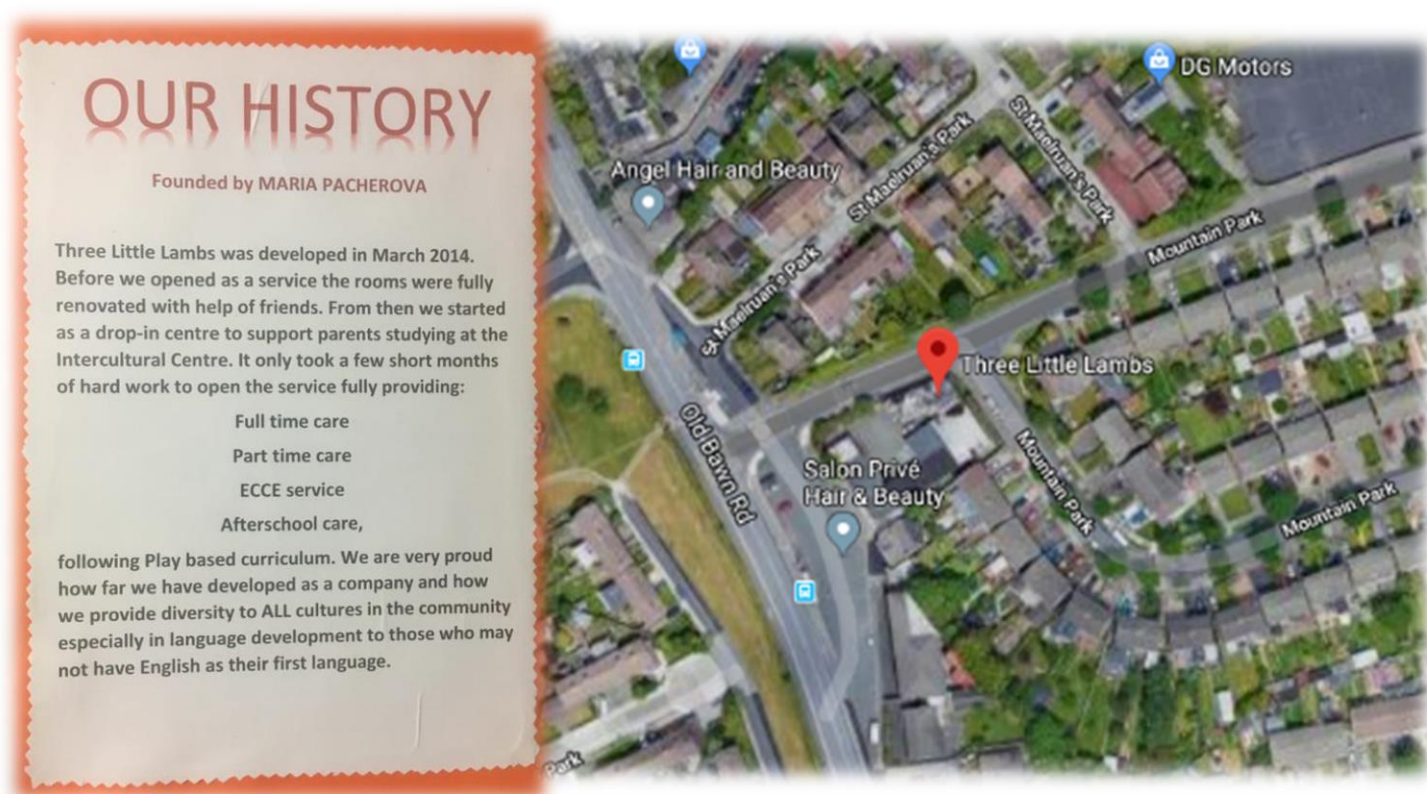 OUR HISTORY
Founded by MARIA PACHEROVA
Three Little Lambs was developed in March 2014.
Before we opened as a service the rooms were fully
renovated with help of friends. From then we started
as a drop-in centre to support parents studying at the
Intercultural Centre. It only took a few short months
of hard work to open the service fully providing:
Full time care
Part time care
ECCE service
Afterschool care,
following Play based curriculum. We are very proud
how far we have developed as a company and how
we provide diversity to ALL cultures in the community
especially in language development to those who may
not have English as their first language.
DG Motors
Angel Hair and Beauty
St Maelruan's Park
St Maelruan's Park
St Maelruan's Park
Mountain Park
Three Little Lambs
Old Bawn Rd
Salon Privé
Hair & Beauty
Mountain Park
Mountain Park
Park